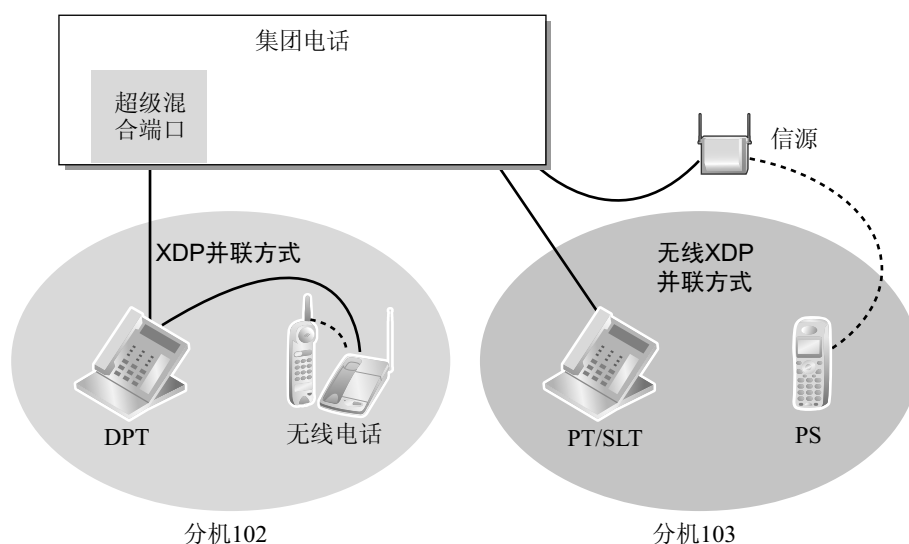 集团电话
超级混
合端口
信源
XDP并联方式
无线XDP
并联方式
DPT
无线电话
PT/SLT
PS
分机102
分机103